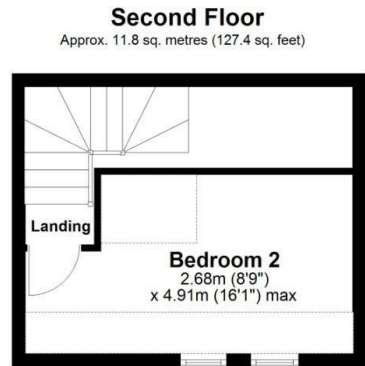 Second Floor
Approx. 11.8 sq. metres (127.4 sq. feet)
Landing
Bedroom 2
2.68m (8'9")
x 4.91m (16'1") max